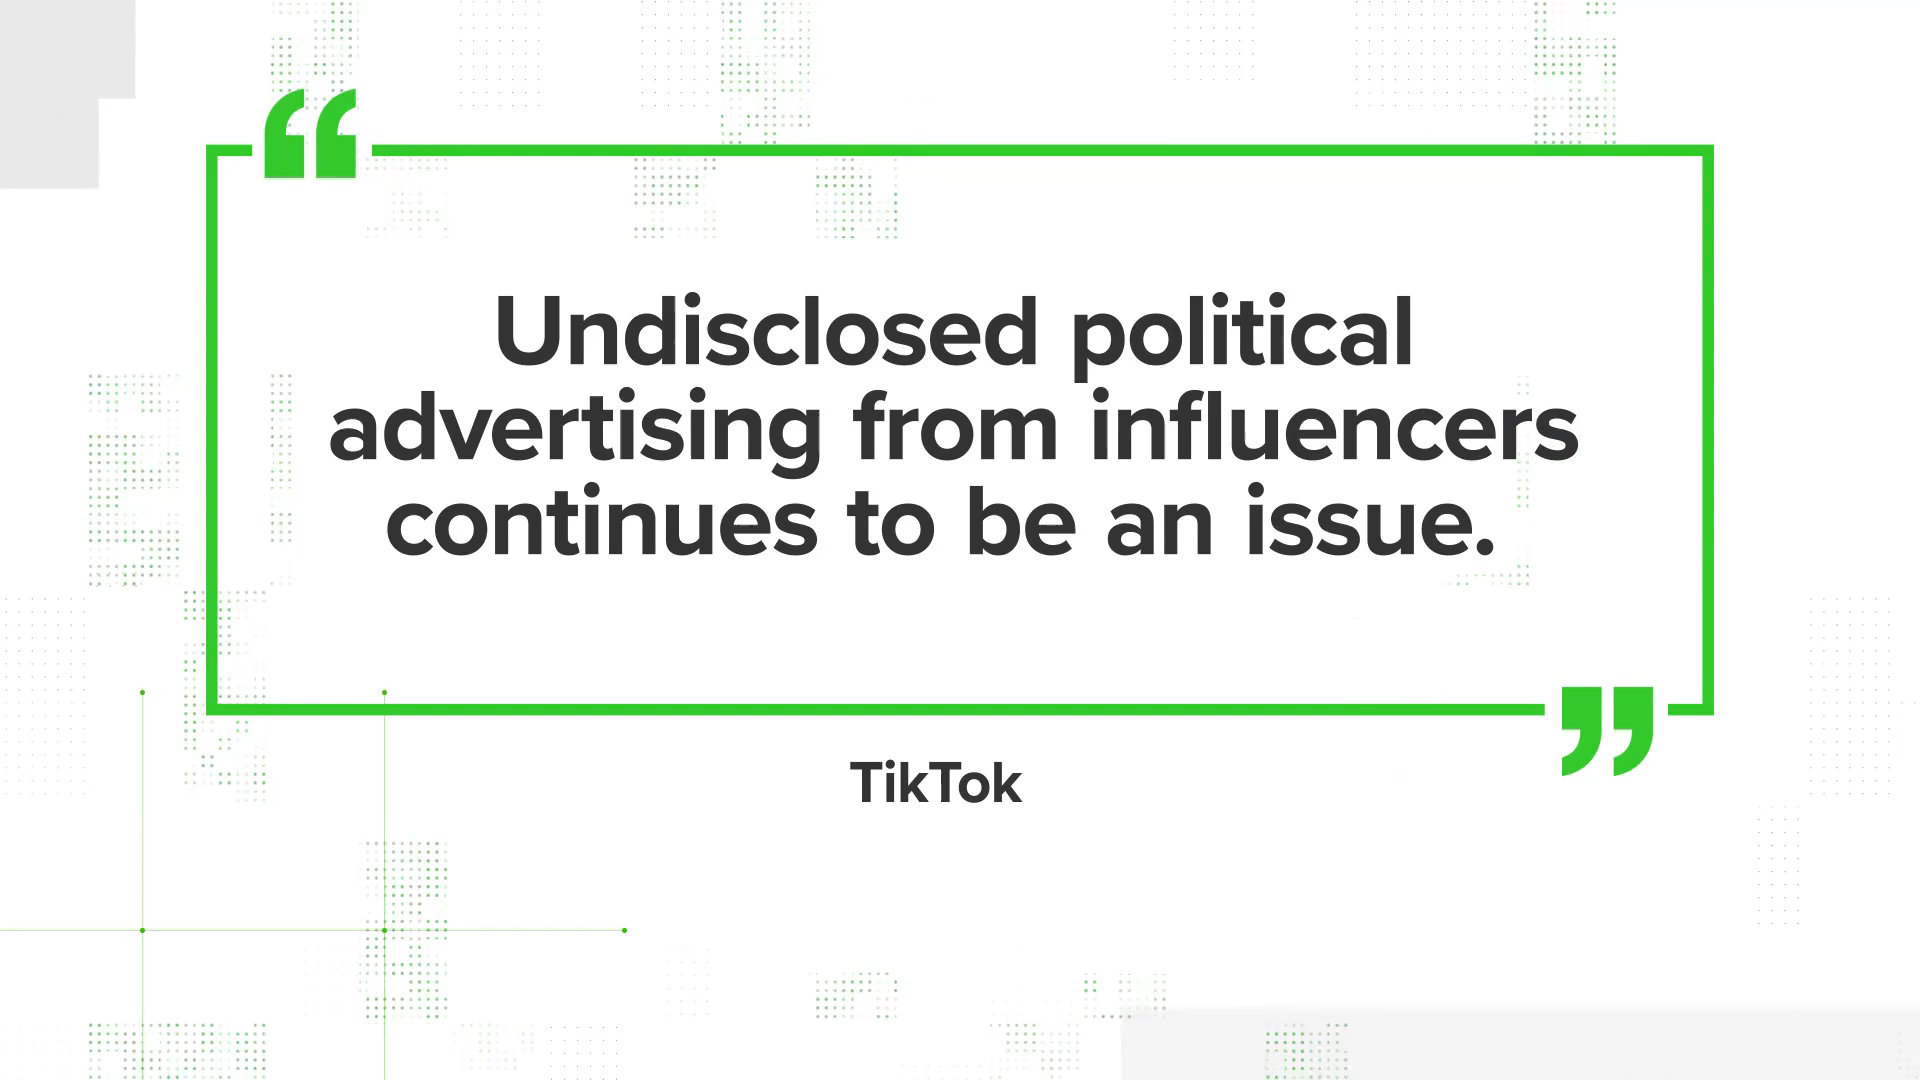 “
Undisclosed political
advertising from influencers
continues to be an issue.
”
TikTok